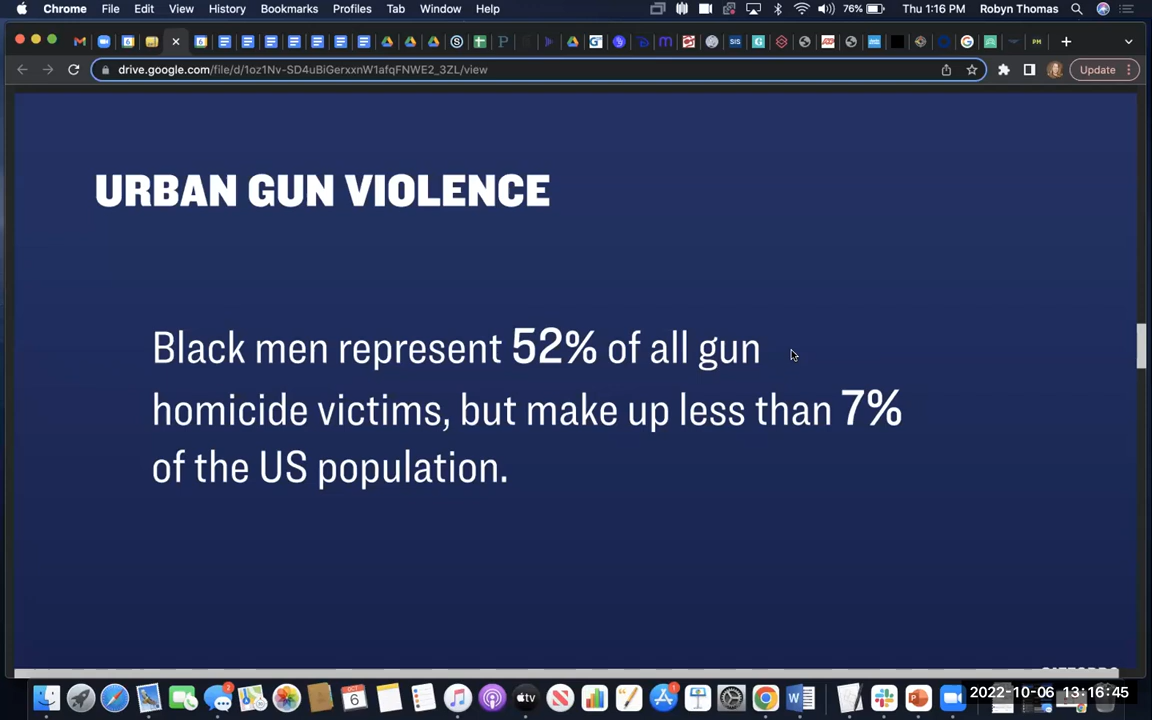 Chrome File Edit View History Bookmarks Profiles Tab Window Help 76% Thu 1:16 PM Robyn Thomas
drive.google.com/file/d/1oz1Nv-SD4uBiGerxxnW1afqFNWE2_3ZL/view Update
URBAN GUN VIOLENCE
Black men represent 52% of all gun
homicide victims, but make up less than 7%
of the US population.
2022-10-06 13:16:45